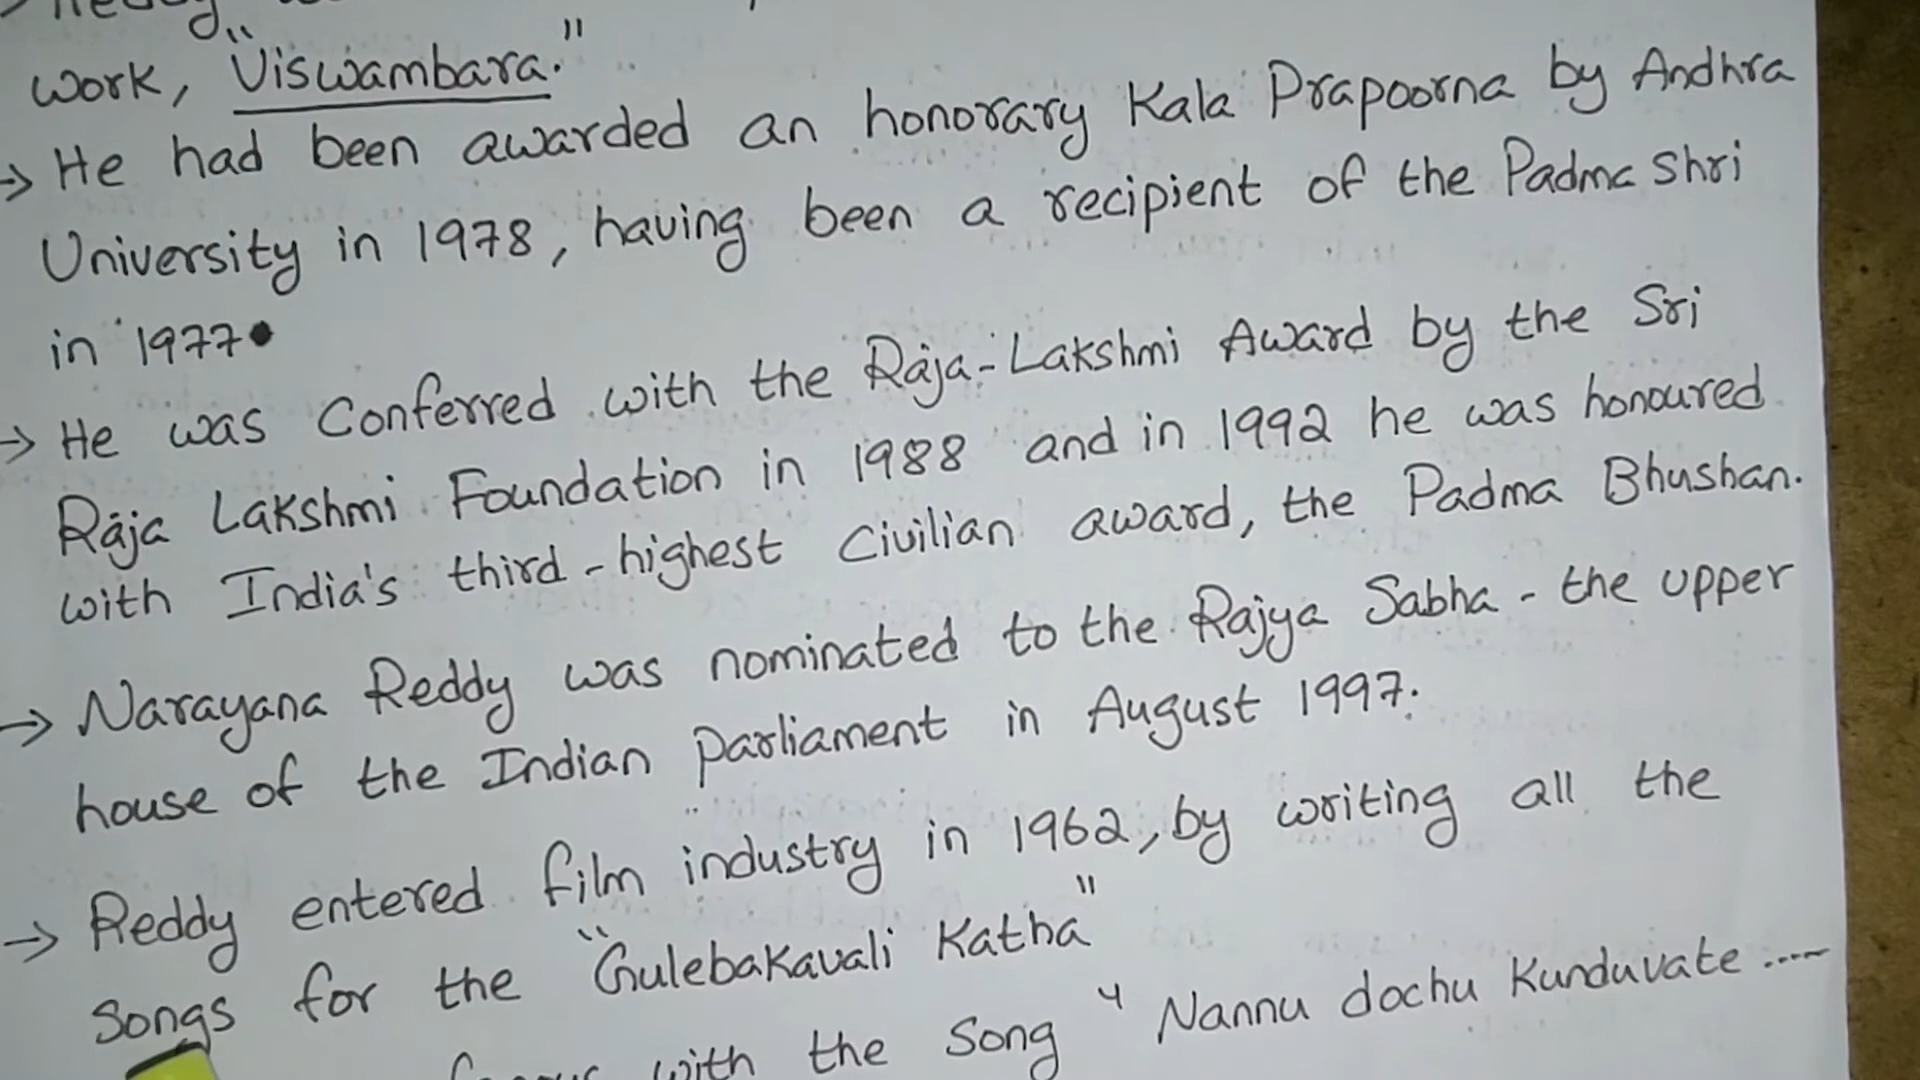 work, "Viswambara."
→ He had been awarded an honorary Kala Prapoorna by Andhra
University in 1978, having been a recipient of the Padma Shri
in 1977.
→ He was Conferred with the Raja-Lakshmi Award by the Sri
Raja Lakshmi Foundation in 1988 and in 1992 he was honoured
with India's third-highest Civilian award, the Padma Bhushan.
→ Narayana Reddy was nominated to the Rajya Sabha - the upper
house of the Indian parliament in August 1997.
→ Reddy entered film industry in 1962, by writing all the
Songs for the "Gulebakavali Katha"
with the Song "Nannu dochu Kunduvate ....